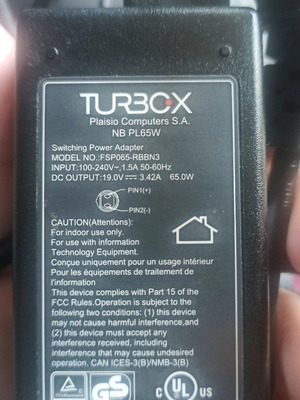 TURBOX
Plaisio Computers S.A.
NB PL65W
Switching Power Adapter
MODEL NO.:FSP065-RBBN3
INPUT:100-240V~,1.5A 50-60Hz
DC OUTPUT:19.0V⎓ 3.42A 65.0W
PIN1(+)
PIN2(-)
CAUTION(Attentions):
For indoor use only.
For use with information
Technology Equipment.
Conçue uniquement pour un usage intérieur
Pour les équipements de traitement de
l'information
This device complies with Part 15 of the
FCC Rules.Operation is subject to the
following two conditions: (1) this device
may not cause harmful interference,and
(2) this device must accept any
interference received, including
interference that may cause undesired
operation. CAN ICES-3(B)/NMB-3(B)
GS
C UL US